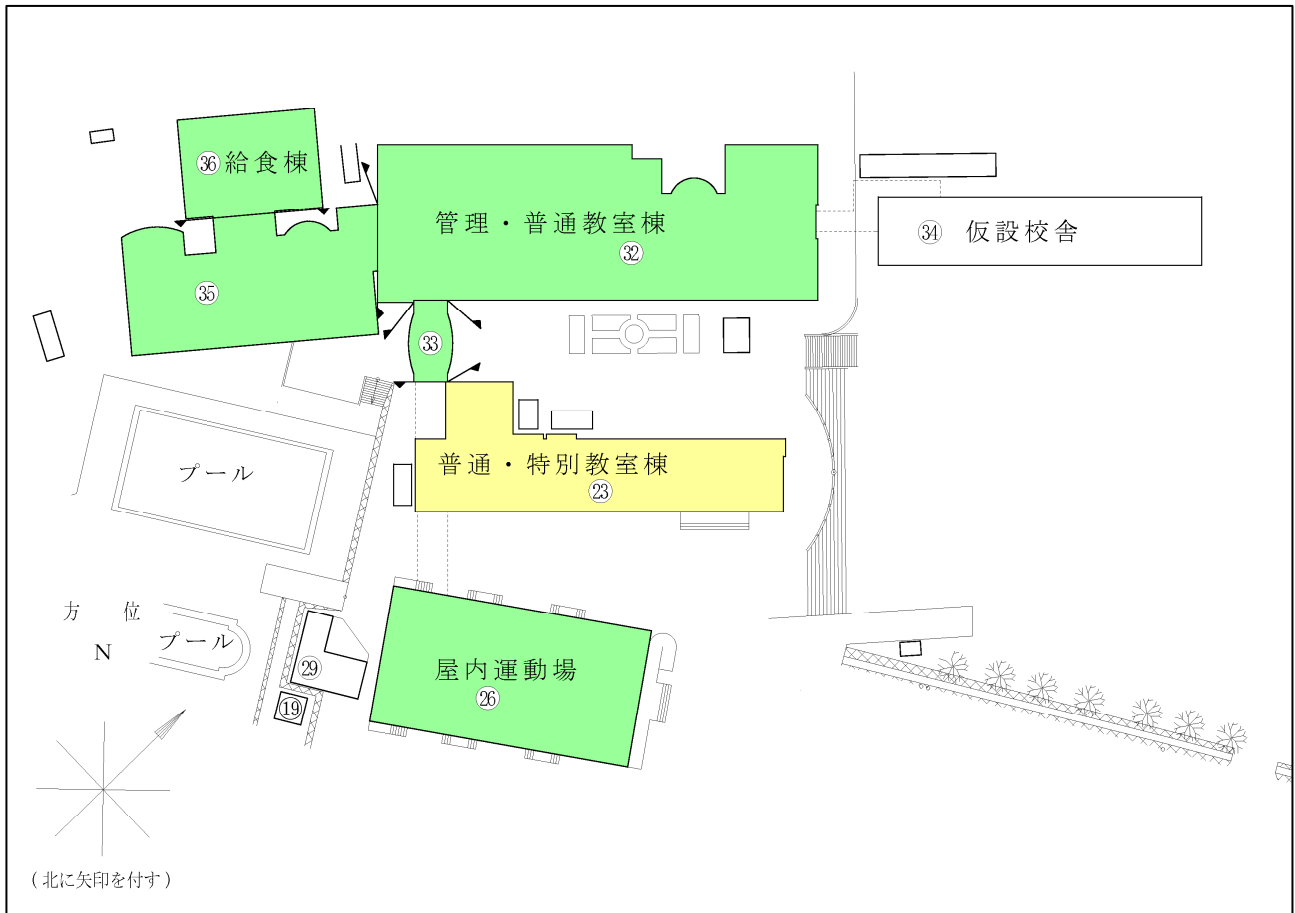 ㊱給食棟
管理・普通教室棟
㉜
㉞ 仮設校舎
㉟
㉝
プール
普通・特別教室棟
㉓
方 位
N
プール
㉙
⑲
屋内運動場
㉖
(北に矢印を付す)